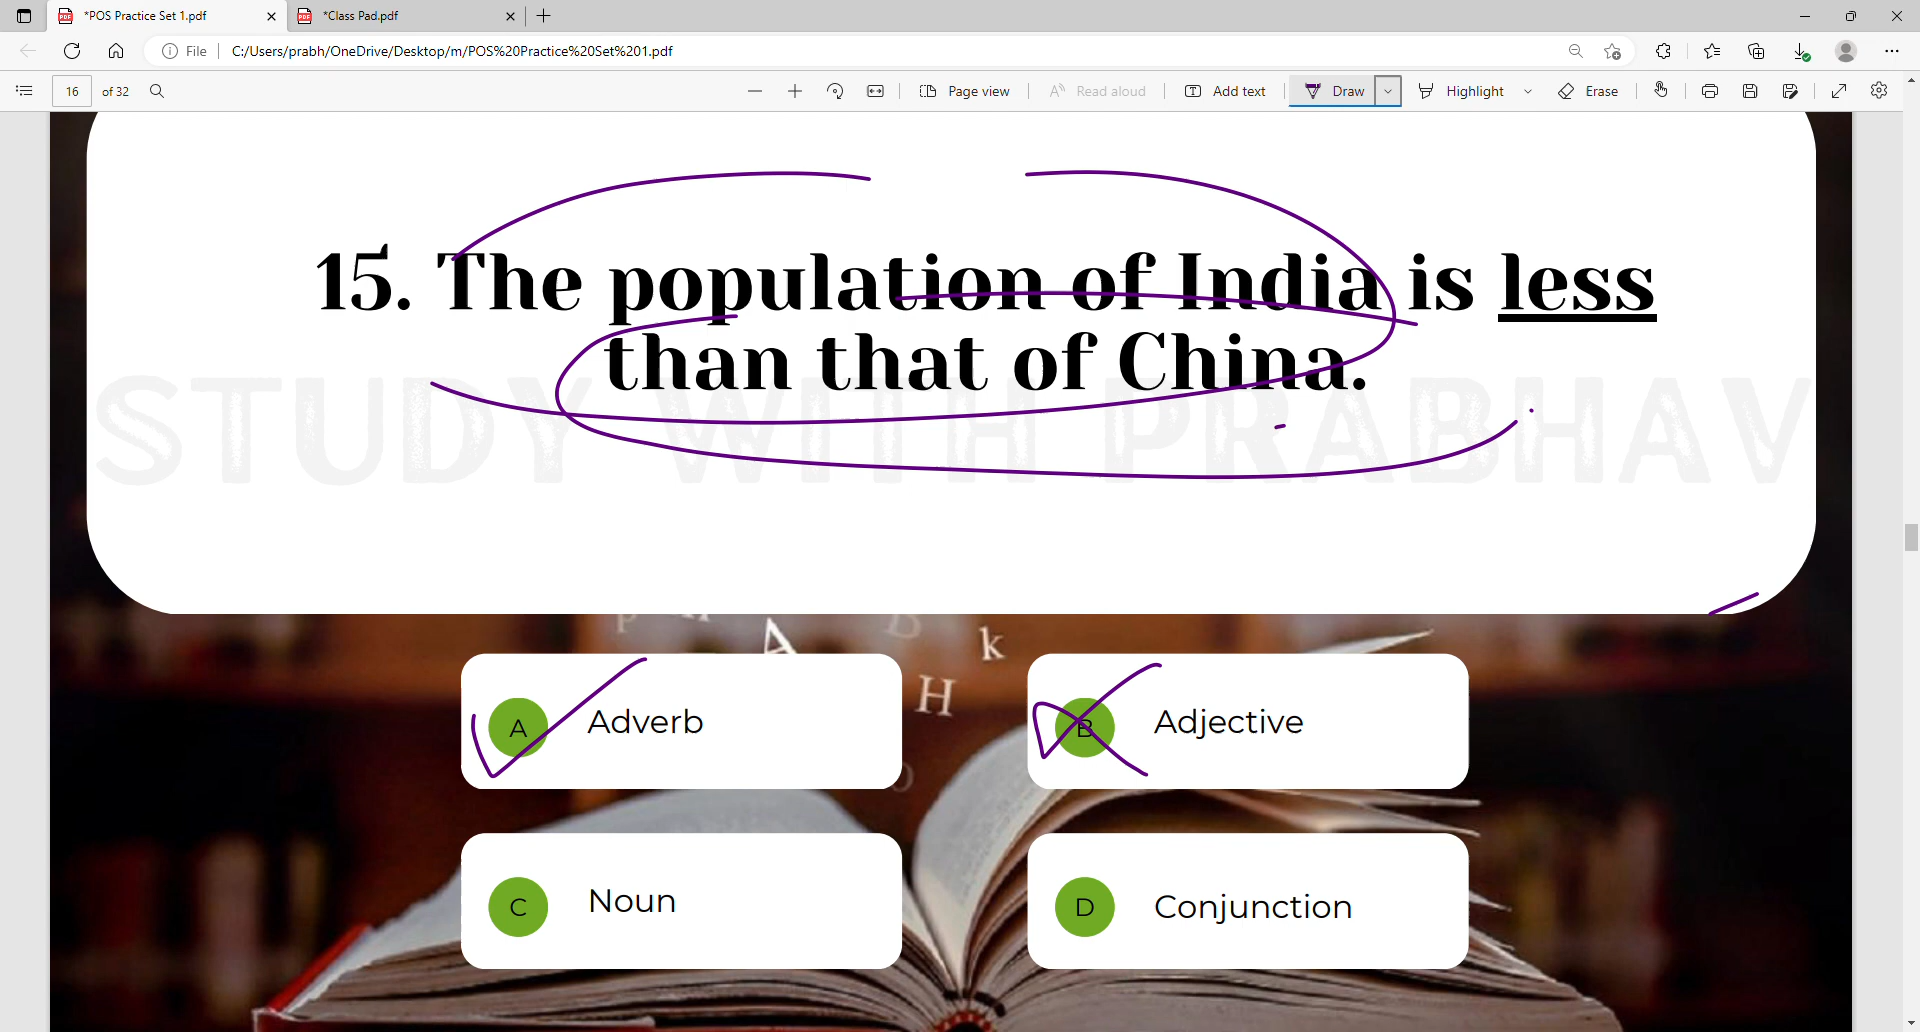 *POS Practice Set 1.pdf
*Class Pad.pdf
File
C:/Users/prabh/OneDrive/Desktop/m/POS%20Practice%20Set%201.pdf
16 of 32
Page view
Read aloud
Add text
Draw
Highlight
Erase
15. The population of India is less
than that of China.
STUDY WITH PRABHAV
A
k
H
A Adverb
B Adjective
C Noun
D Conjunction